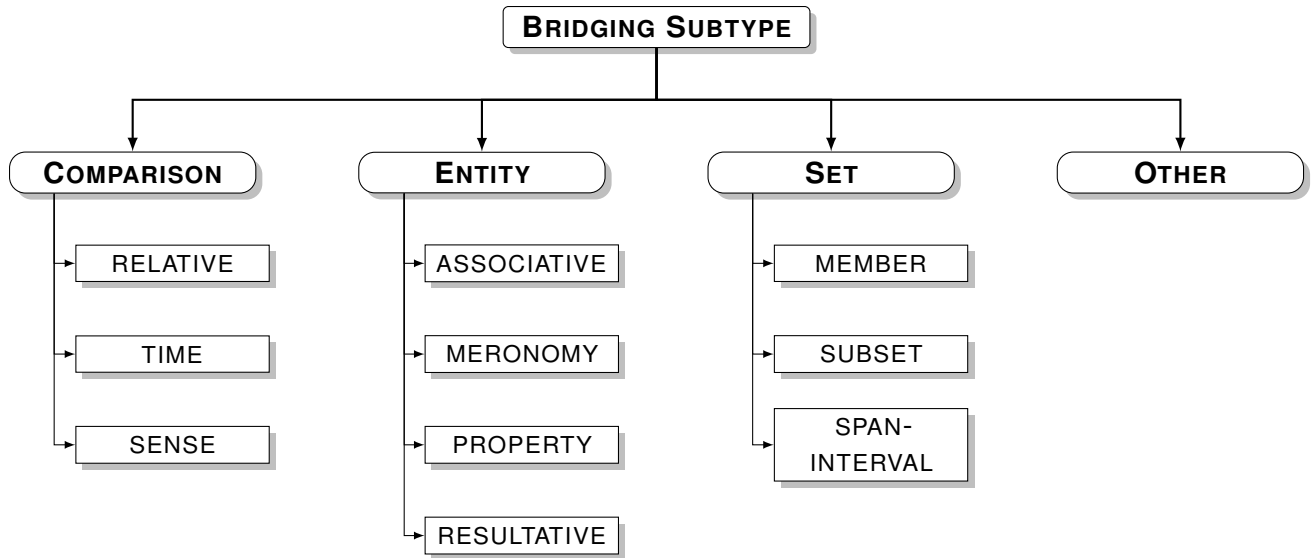 BRIDGING SUBTYPE
COMPARISON
ENTITY
SET
OTHER
RELATIVE
ASSOCIATIVE
MEMBER
TIME
MERONOMY
SUBSET
SENSE
PROPERTY
SPAN-
INTERVAL
RESULTATIVE